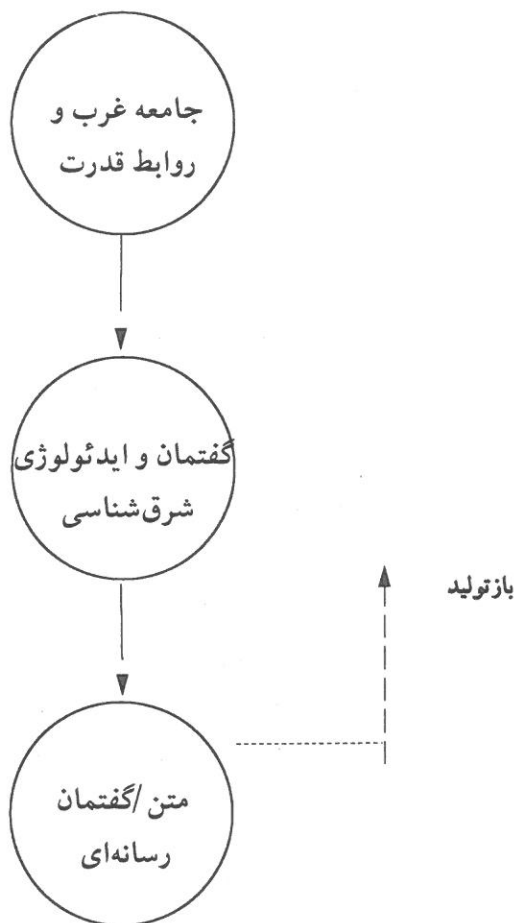 جامعه غرب و
روابط قدرت
گفتمان و ایدئولوژی
شرق‌شناسی
بازتولید
متن/گفتمان
رسانه‌ای